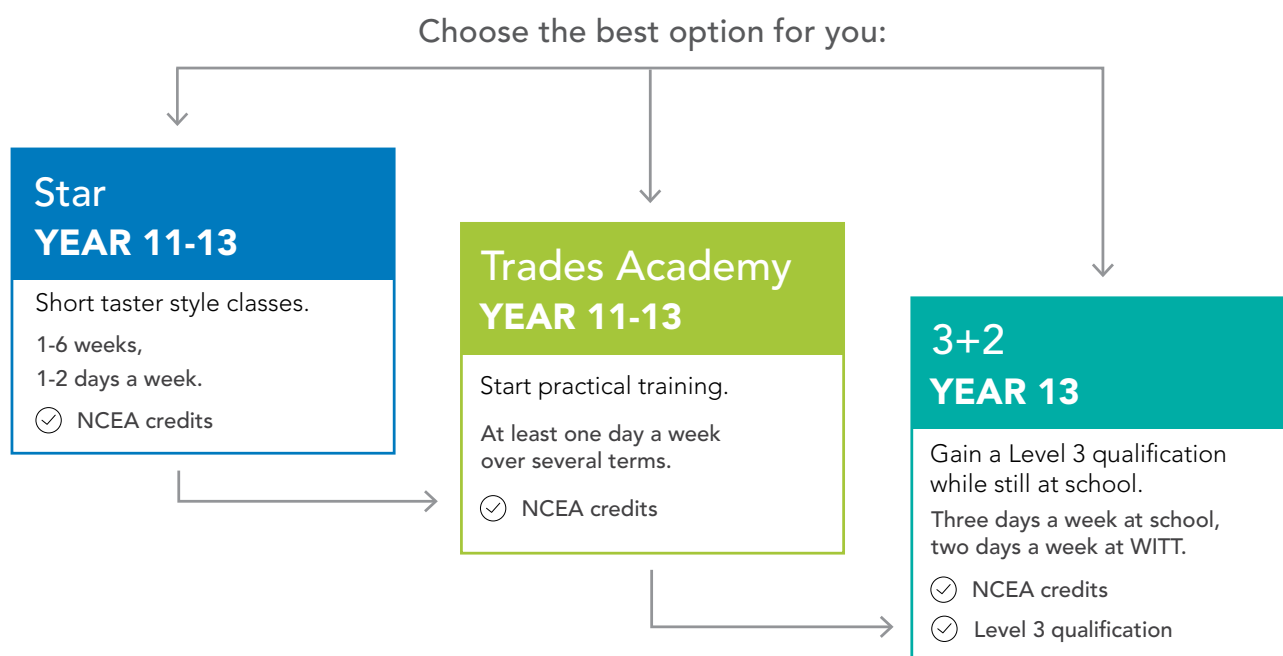 Choose the best option for you:
Star
YEAR 11-13
Short taster style classes.
1-6 weeks,
1-2 days a week.
NCEA credits
Trades Academy
YEAR 11-13
Start practical training.
At least one day a week
over several terms.
NCEA credits
3+2
YEAR 13
Gain a Level 3 qualification
while still at school.
Three days a week at school,
two days a week at WITT.
NCEA credits
Level 3 qualification